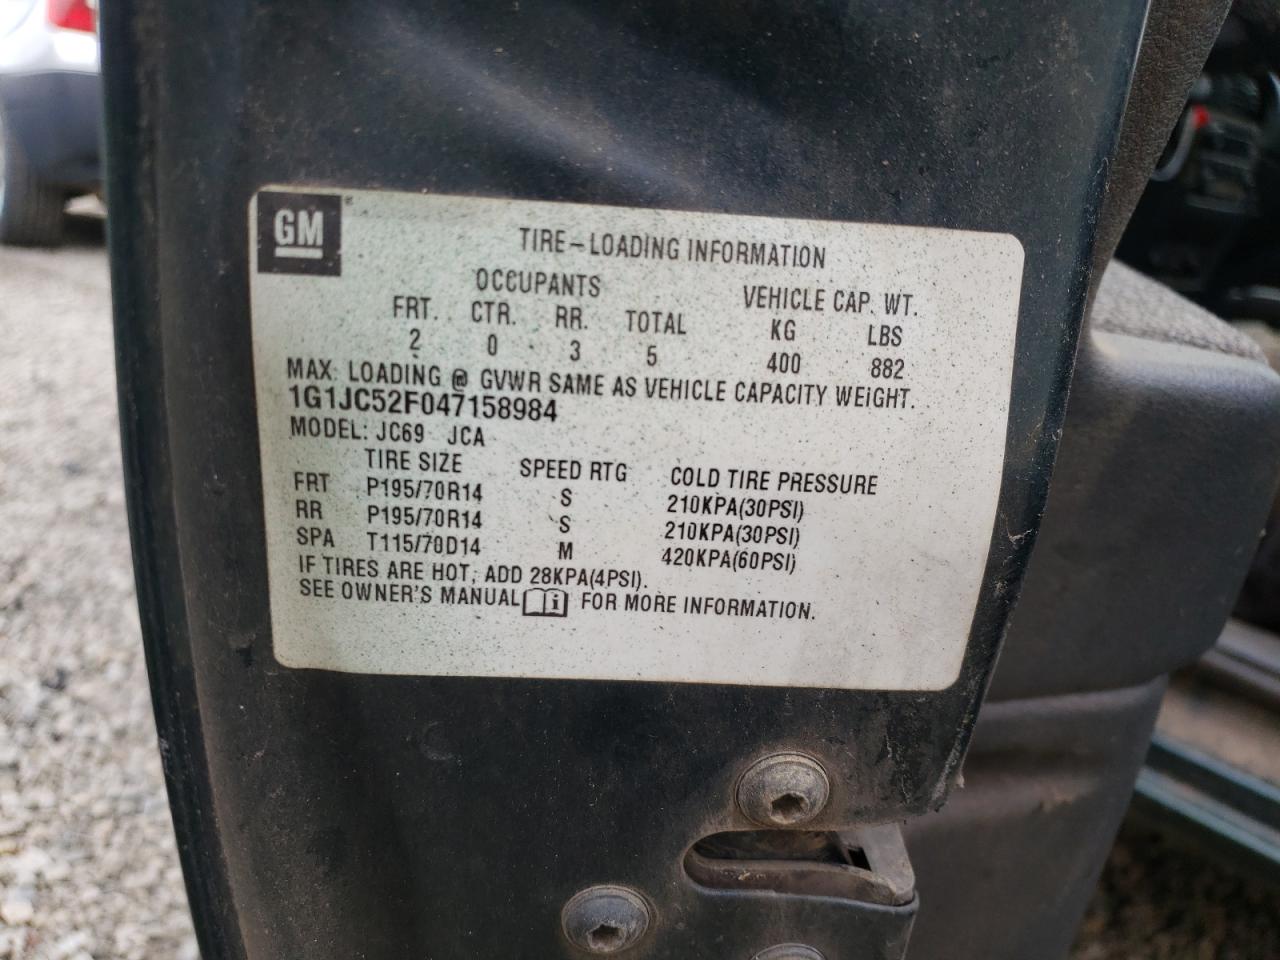 GM
TIRE-LOADING INFORMATION
OCCUPANTS VEHICLE CAP. WT.
FRT. CTR. RR. TOTAL KG LBS
2 0 3 5 400 882
MAX. LOADING @ GVWR SAME AS VEHICLE CAPACITY WEIGHT.
1G1JC52F047158984
MODEL: JC69 JCA
TIRE SIZE SPEED RTG COLD TIRE PRESSURE
FRT P195/70R14 S 210KPA(30PSI)
RR P195/70R14 S 210KPA(30PSI)
SPA T115/70D14 M 420KPA(60PSI)
IF TIRES ARE HOT, ADD 28KPA(4PSI).
SEE OWNER'S MANUAL i FOR MORE INFORMATION.